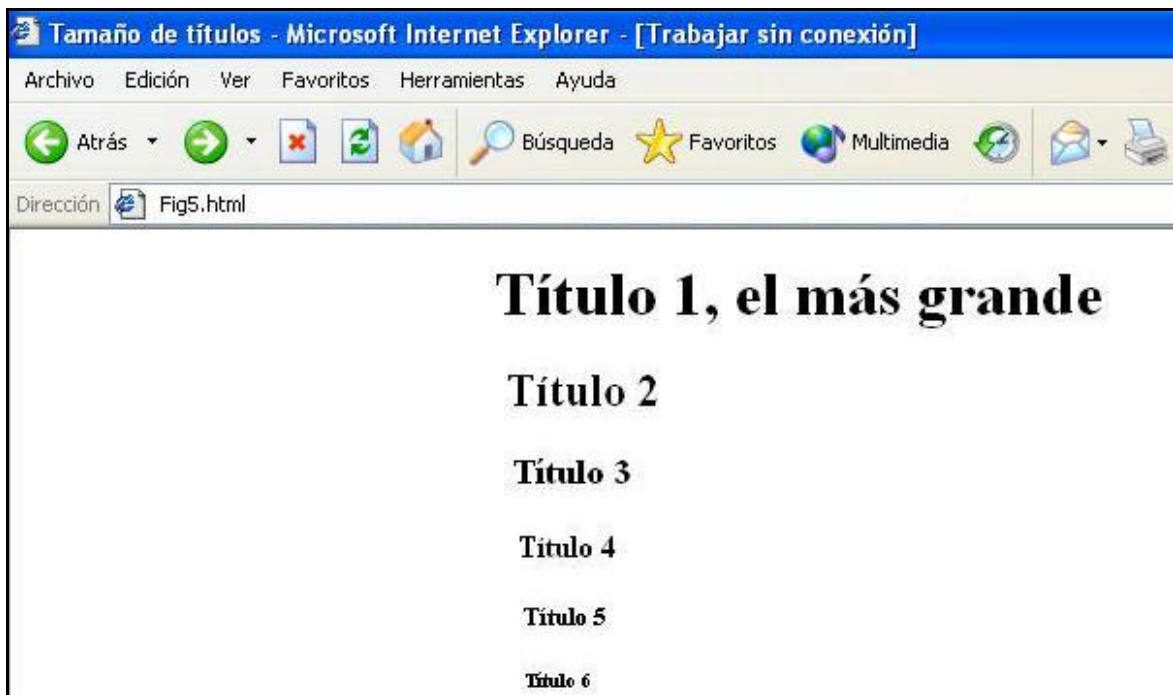 Tamaño de títulos - Microsoft Internet Explorer - [Trabajar sin conexión]
Archivo Edición Ver Favoritos Herramientas Ayuda
Atrás Búsqueda Favoritos Multimedia
Dirección Fig5.html
Título 1, el más grande
Título 2
Título 3
Título 4
Título 5
Título 6